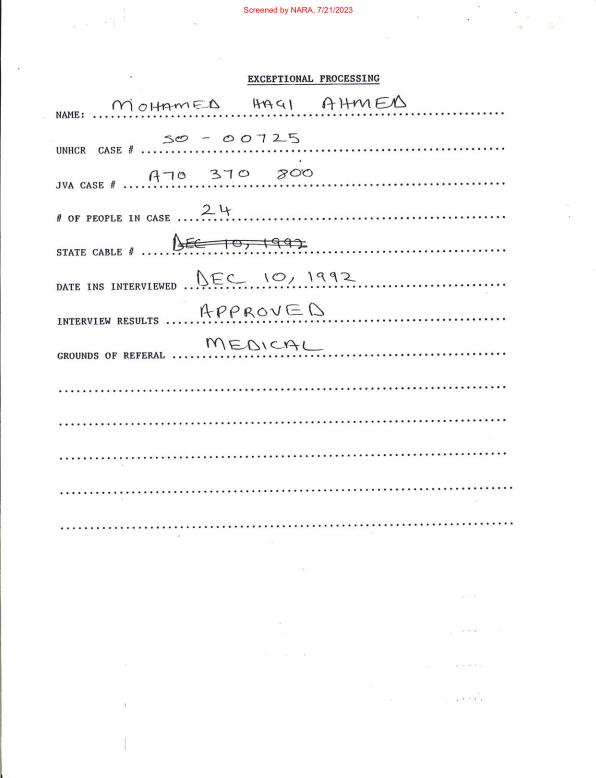 Screened by NARA, 7/21/2023
EXCEPTIONAL PROCESSING
NAME: MOHAMED HAGI AHMED
UNHCR CASE # SO - 00725
JVA CASE # A70 370 800
# OF PEOPLE IN CASE 24
STATE CABLE # DEC 10, 1992
DATE INS INTERVIEWED DEC 10, 1992
INTERVIEW RESULTS APPROVED
GROUNDS OF REFERAL MEDICAL